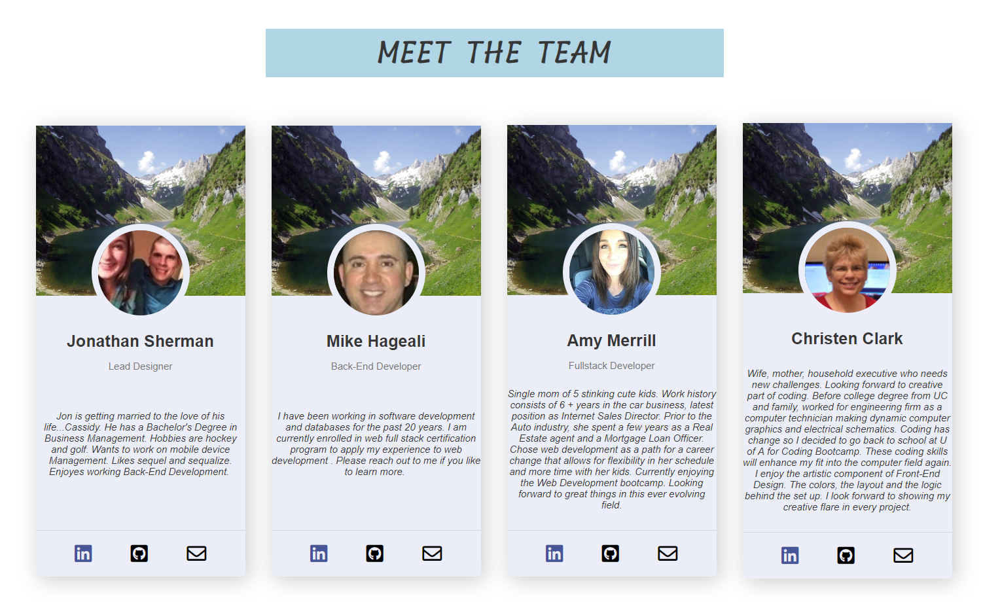 MEET THE TEAM
Jonathan Sherman
Lead Designer
Jon is getting married to the love of his
life...Cassidy. He has a Bachelor's Degree in
Business Management. Hobbies are hockey
and golf. Wants to work on mobile device
Management. Likes sequel and sequalize.
Enjoyes working Back-End Development.
in
Mike Hageali
Back-End Developer
I have been working in software development
and databases for the past 20 years. I am
currently enrolled in web full stack certification
program to apply my experience to web
development . Please reach out to me if you like
to learn more.
in
Amy Merrill
Fullstack Developer
Single mom of 5 stinking cute kids. Work history
consists of 6 + years in the car business, latest
position as Internet Sales Director. Prior to the
Auto industry, she spent a few years as a Real
Estate agent and a Mortgage Loan Officer.
Chose web development as a path for a career
change that allows for flexibility in her schedule
and more time with her kids. Currently enjoying
the Web Development bootcamp. Looking
forward to great things in this ever evolving
field.
in
Christen Clark
Wife, mother, household executive who needs
new challenges. Looking forward to creative
part of coding. Before college degree from UC
and family, worked for engineering firm as a
computer technician making dynamic computer
graphics and electrical schematics. Coding has
change so I decided to go back to school at U
of A for Coding Bootcamp. These coding skills
will enhance my fit into the computer field again.
I enjoy the artistic component of Front-End
Design. The colors, the layout and the logic
behind the set up. I look forward to showing my
creative flare in every project.
in